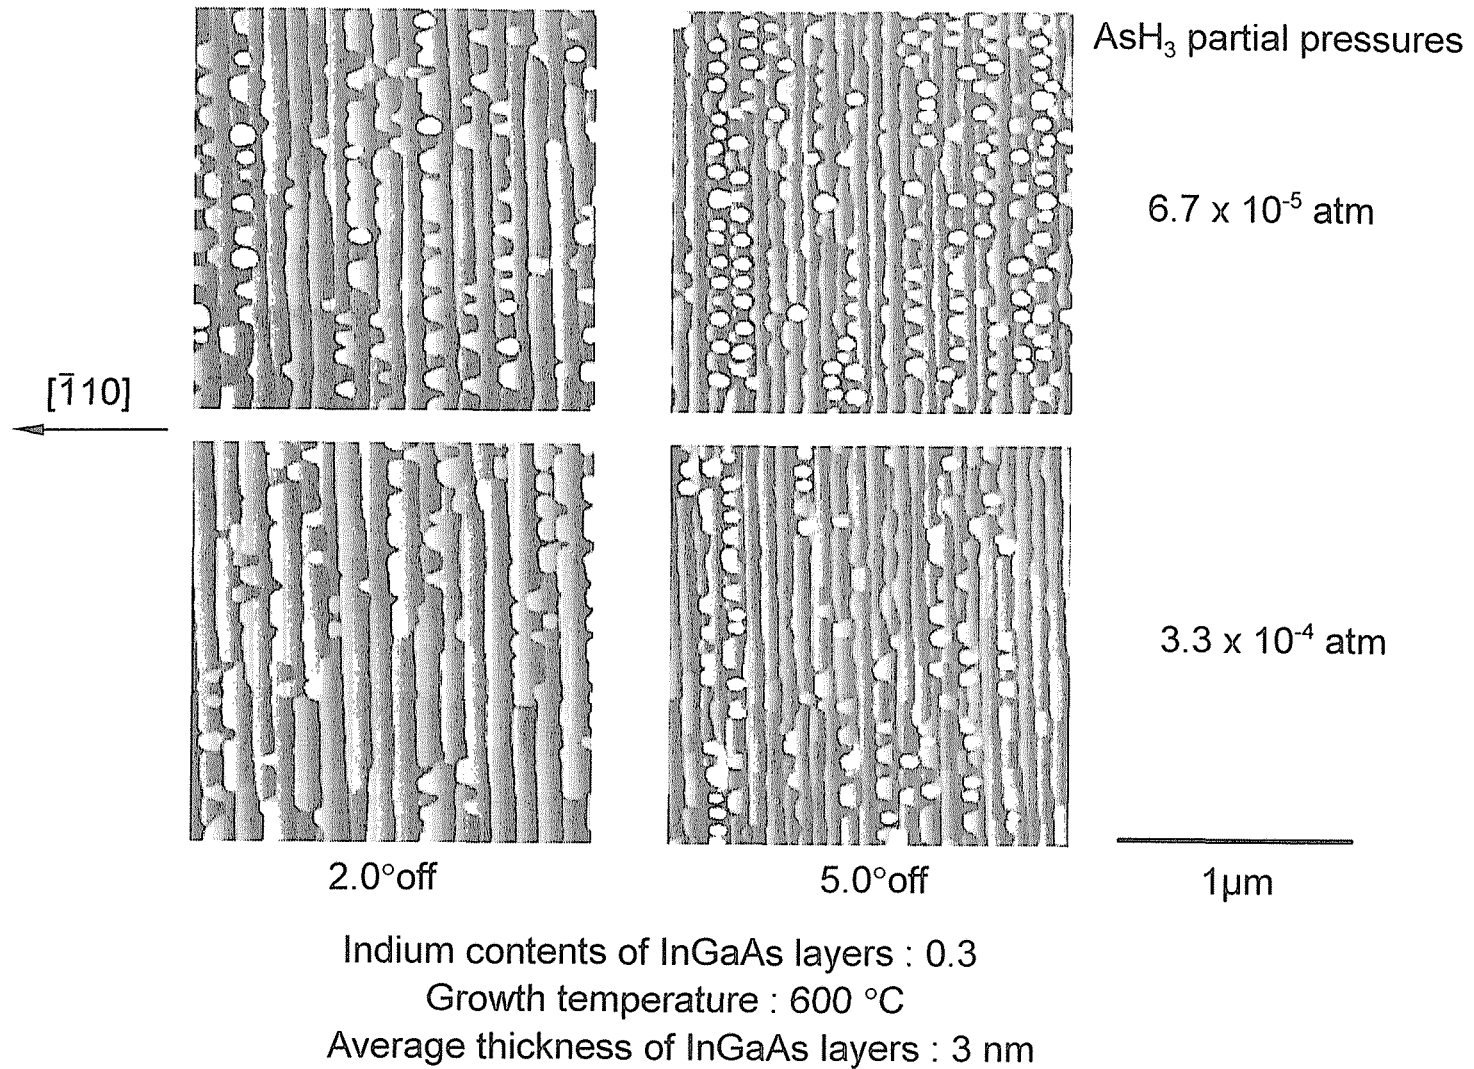 AsH₃ partial pressures
6.7 x 10⁻⁵ atm
[1̄10]
3.3 x 10⁻⁴ atm
2.0°off
5.0°off
1μm
Indium contents of InGaAs layers : 0.3
Growth temperature : 600 °C
Average thickness of InGaAs layers : 3 nm